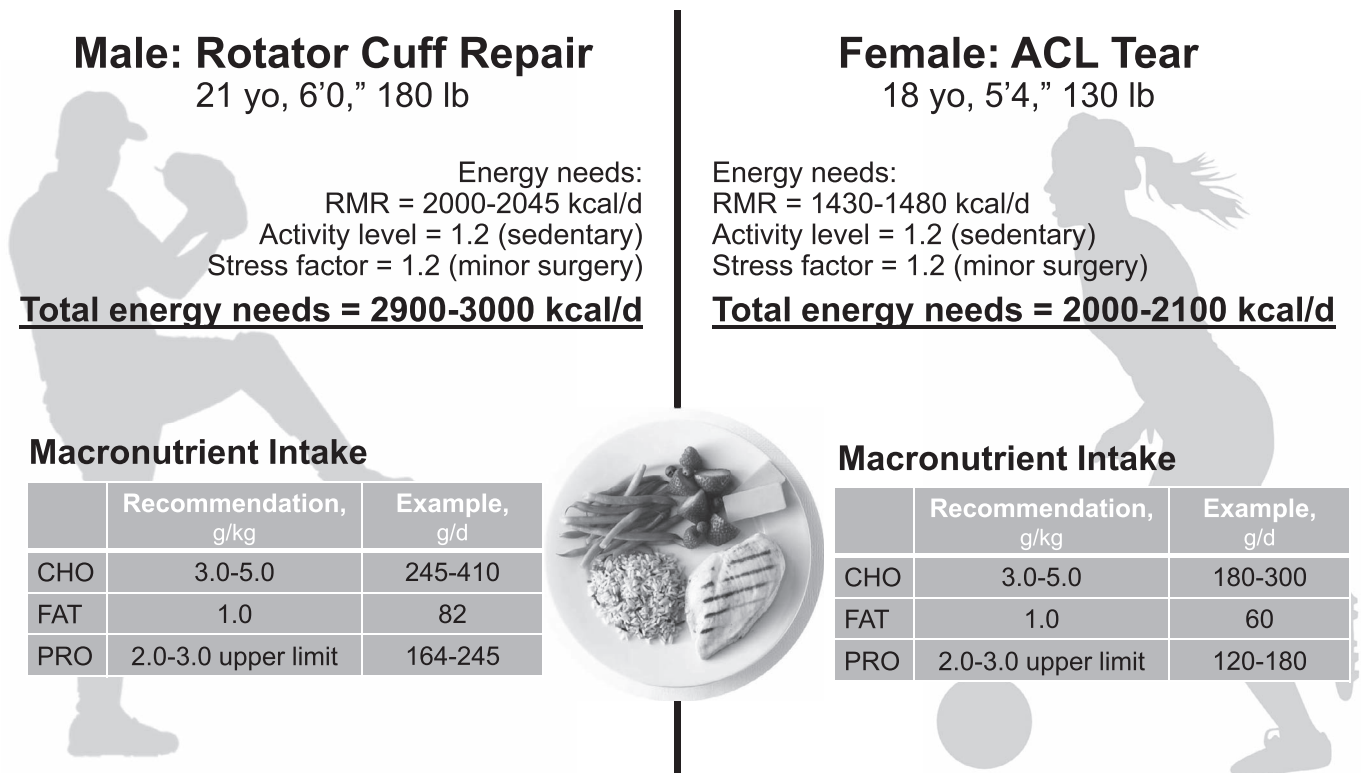 Male: Rotator Cuff Repair
21 yo, 6’0,” 180 lb
Energy needs:
RMR = 2000-2045 kcal/d
Activity level = 1.2 (sedentary)
Stress factor = 1.2 (minor surgery)
Total energy needs = 2900-3000 kcal/d
Macronutrient Intake
Recommendation, Example,
g/kg g/d
CHO 3.0-5.0 245-410
FAT 1.0 82
PRO 2.0-3.0 upper limit 164-245
Female: ACL Tear
18 yo, 5’4,” 130 lb
Energy needs:
RMR = 1430-1480 kcal/d
Activity level = 1.2 (sedentary)
Stress factor = 1.2 (minor surgery)
Total energy needs = 2000-2100 kcal/d
Macronutrient Intake
Recommendation, Example,
g/kg g/d
CHO 3.0-5.0 180-300
FAT 1.0 60
PRO 2.0-3.0 upper limit 120-180